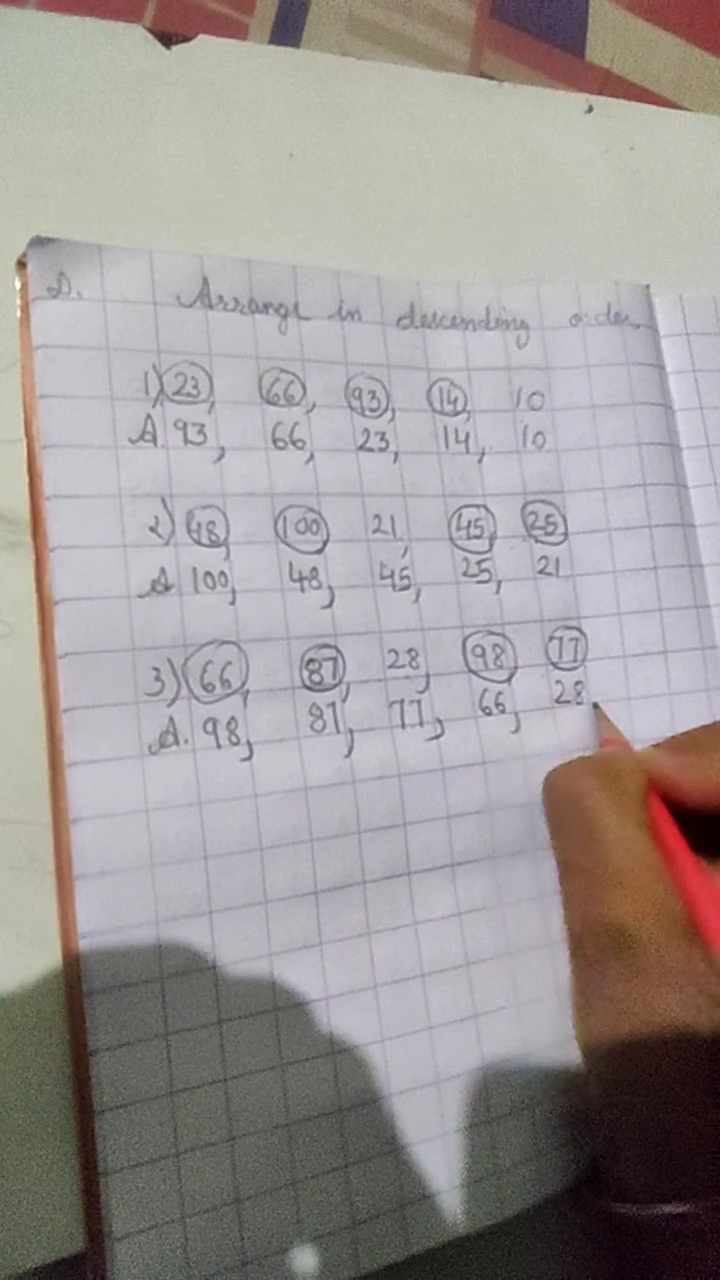 D. Arrange in descending order
1) 23, 66, 93, 14, 10
A 93, 66, 23, 14, 10
2) 48, 100 21, 45, 25
A 100, 48, 45, 25, 21
3) 66, 87, 28, 98 77
A. 98, 87, 77, 66, 28